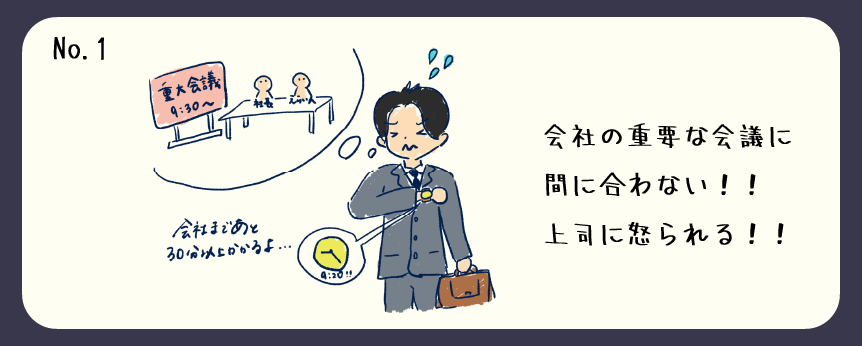 No.1
重大会議
9:30〜
社長
えらい人
会社まであと
30分以上かかるよ...
9:20!!
会社の重要な会議に
間に合わない！！
上司に怒られる！！